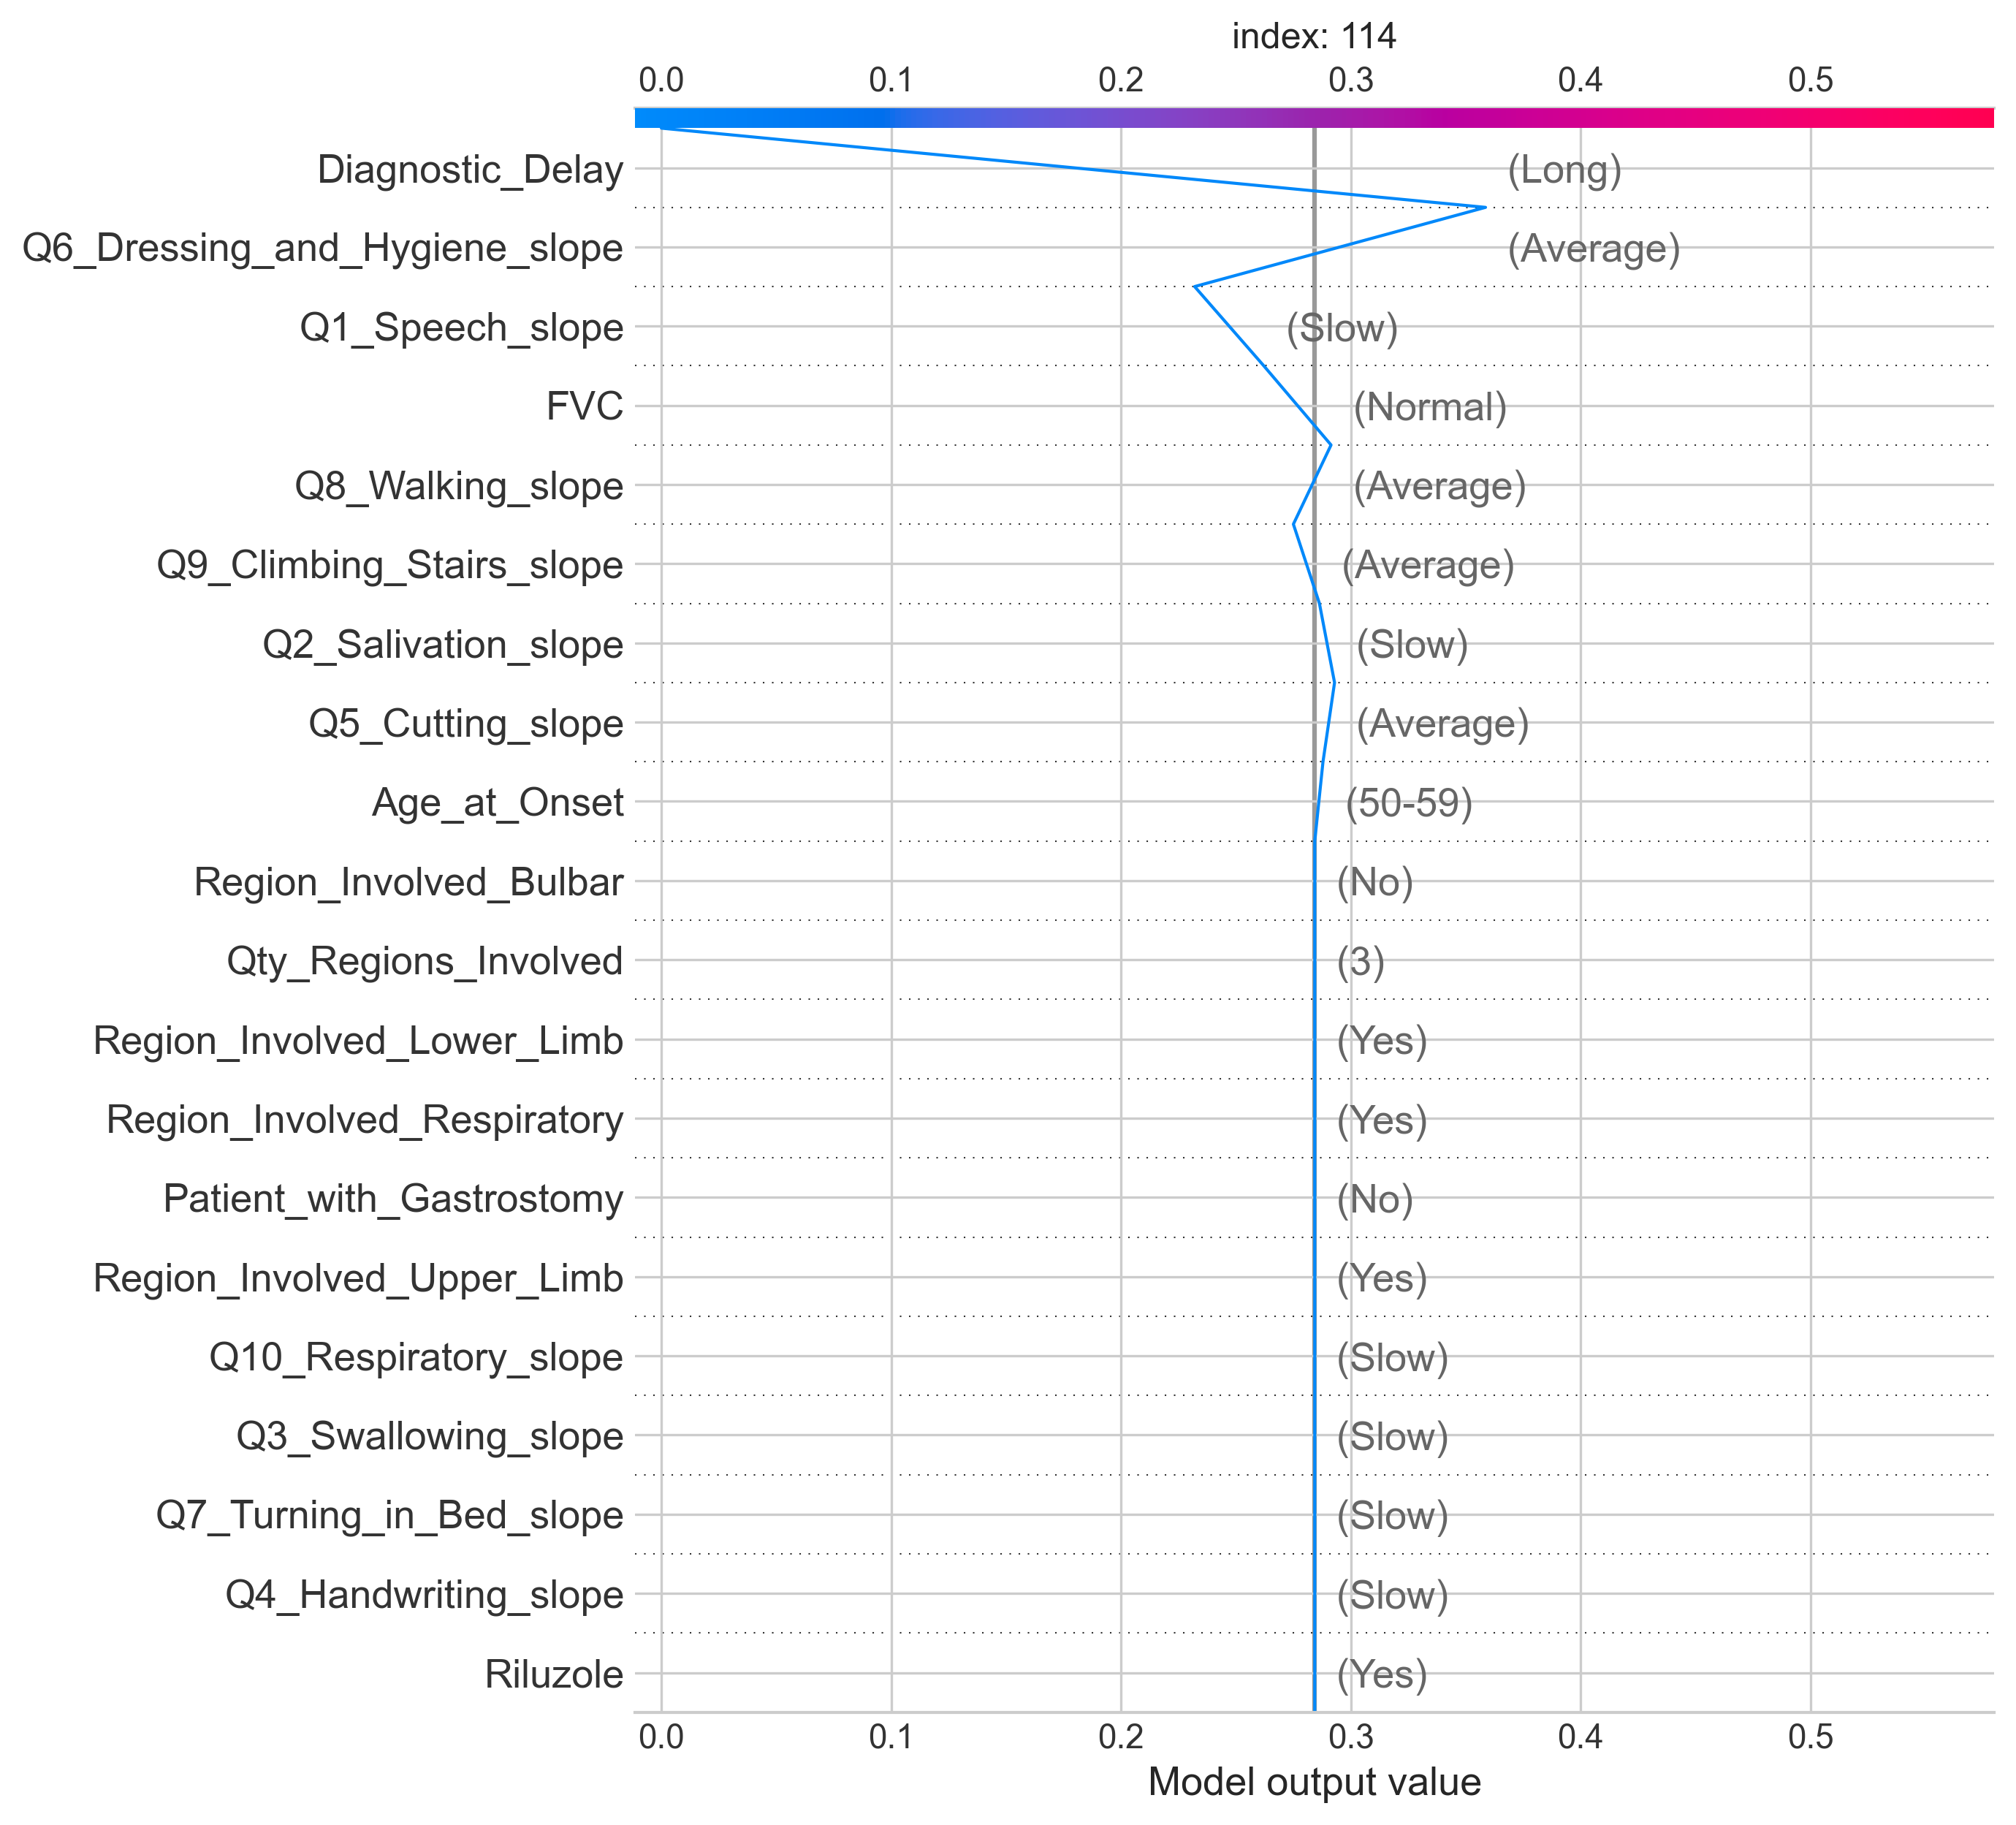 index: 114
0.0 0.1 0.2 0.3 0.4 0.5
Diagnostic_Delay (Long)
Q6_Dressing_and_Hygiene_slope (Average)
Q1_Speech_slope (Slow)
FVC (Normal)
Q8_Walking_slope (Average)
Q9_Climbing_Stairs_slope (Average)
Q2_Salivation_slope (Slow)
Q5_Cutting_slope (Average)
Age_at_Onset (50-59)
Region_Involved_Bulbar (No)
Qty_Regions_Involved (3)
Region_Involved_Lower_Limb (Yes)
Region_Involved_Respiratory (Yes)
Patient_with_Gastrostomy (No)
Region_Involved_Upper_Limb (Yes)
Q10_Respiratory_slope (Slow)
Q3_Swallowing_slope (Slow)
Q7_Turning_in_Bed_slope (Slow)
Q4_Handwriting_slope (Slow)
Riluzole (Yes)
0.0 0.1 0.2 0.3 0.4 0.5
Model output value